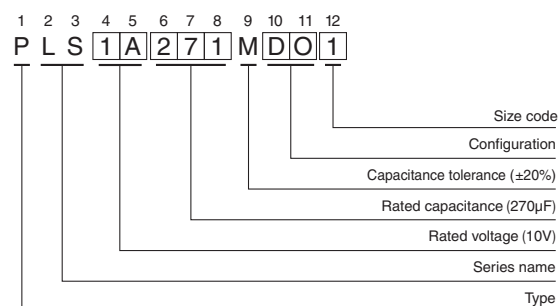 1 2 3 4 5 6 7 8 9 10 11 12
P L S 1 A 2 7 1 M D O 1
Size code
Configuration
Capacitance tolerance (±20%)
Rated capacitance (270µF)
Rated voltage (10V)
Series name
Type